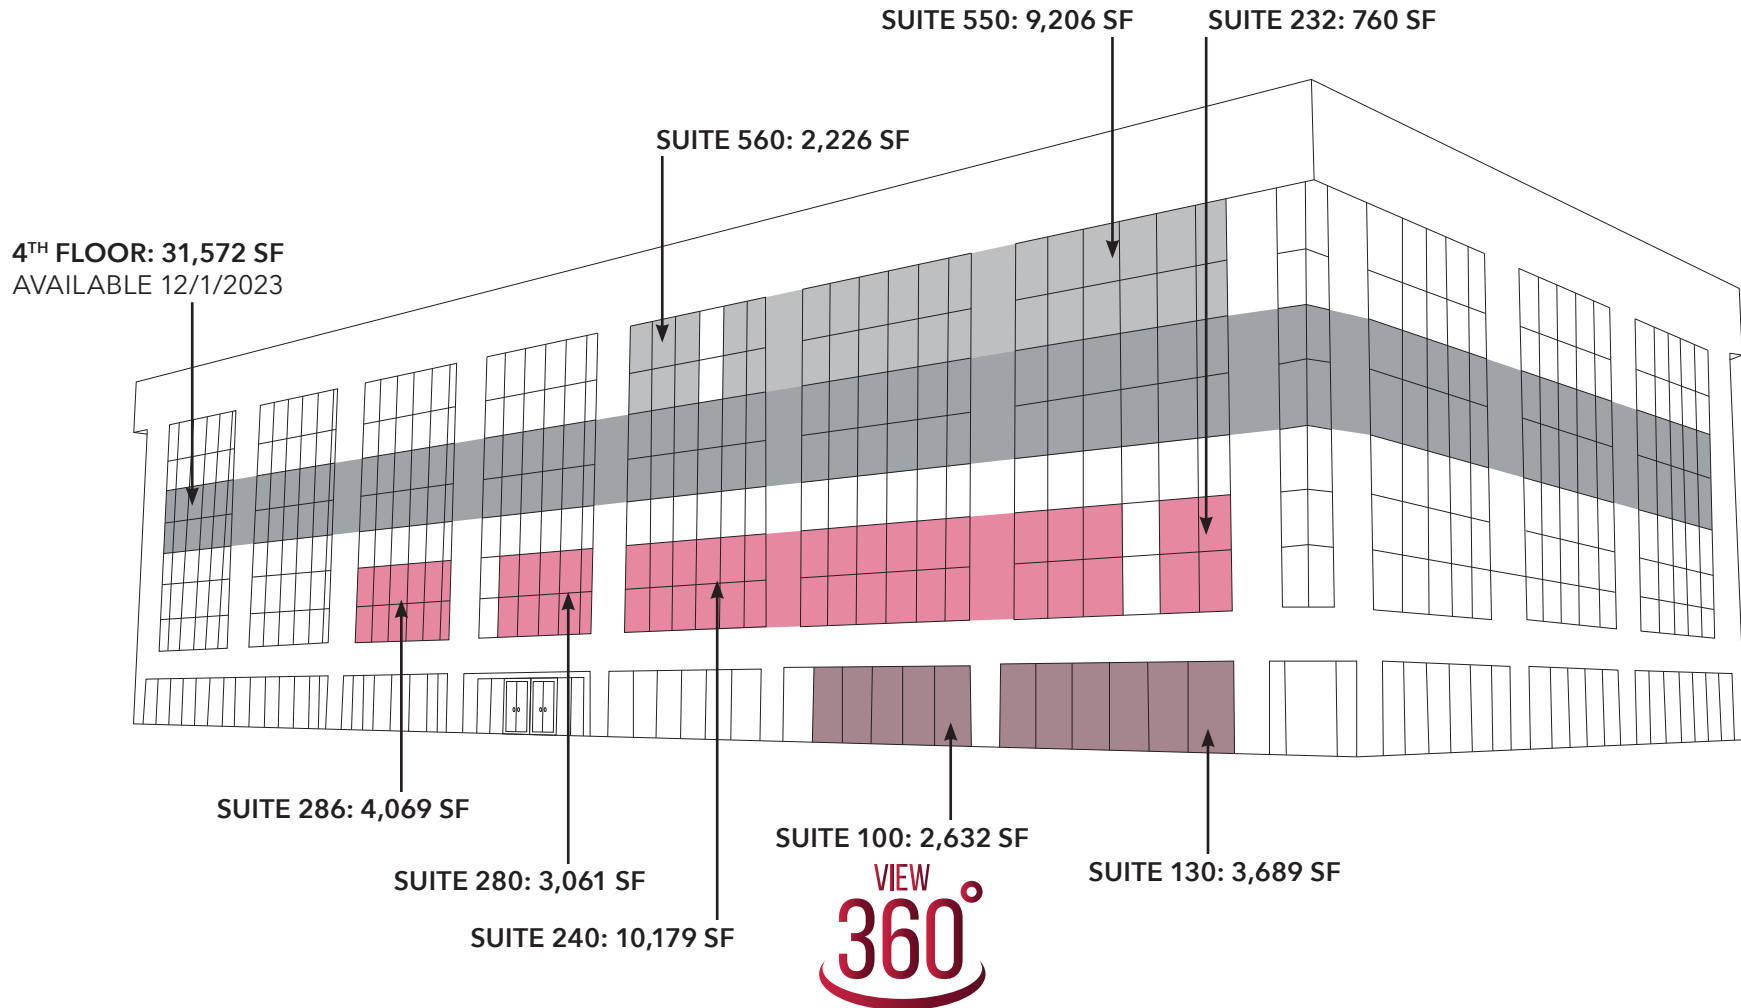 SUITE 550: 9,206 SF
SUITE 232: 760 SF
SUITE 560: 2,226 SF
4TH FLOOR: 31,572 SF
AVAILABLE 12/1/2023
SUITE 286: 4,069 SF
SUITE 100: 2,632 SF
SUITE 130: 3,689 SF
SUITE 280: 3,061 SF
SUITE 240: 10,179 SF
VIEW
360°